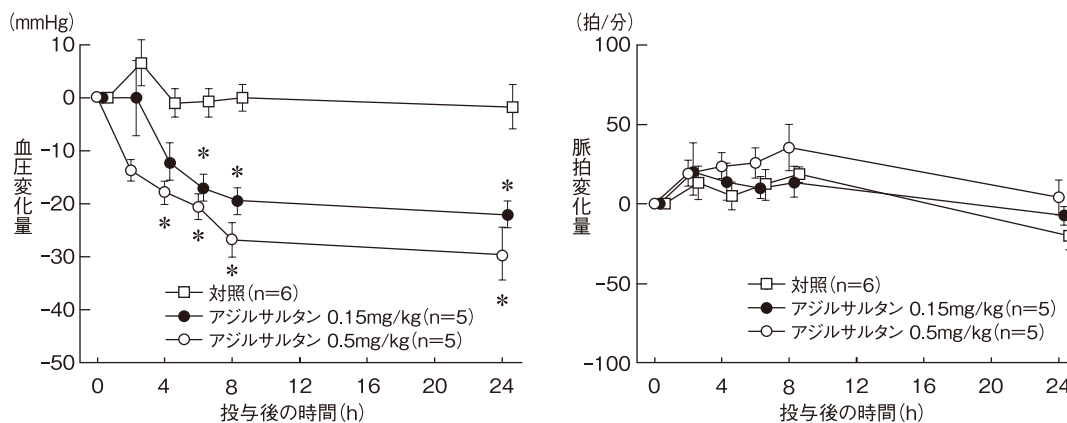 (mmHg)
10
0
-10
-20
-30
-40
-50
血圧変化量
* * *
* * * *
対照(n=6)
アジルサルタン 0.15mg/kg(n=5)
アジルサルタン 0.5mg/kg(n=5)
0 4 8 12 16 20 24
投与後の時間(h)
(拍/分)
100
50
0
-50
-100
脈拍変化量
対照(n=6)
アジルサルタン 0.15mg/kg(n=5)
アジルサルタン 0.5mg/kg(n=5)
0 4 8 12 16 20 24
投与後の時間(h)